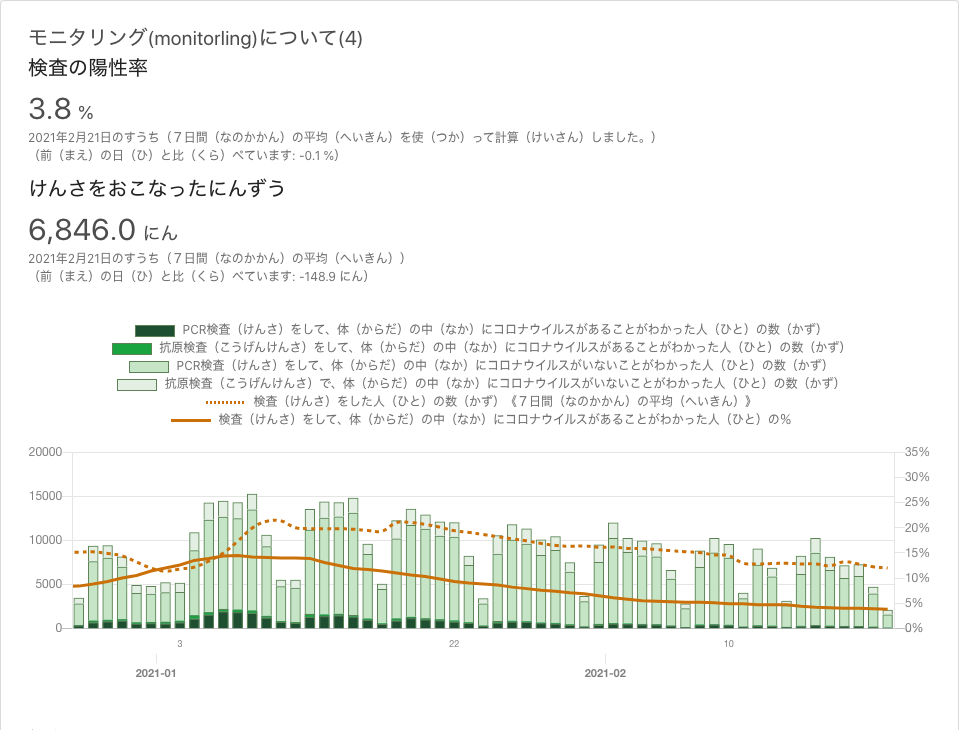 モニタリング(monitorling)について(4)
検査の陽性率
3.8 %
2021年2月21日のすうち（７日間（なのかかん）の平均（へいきん）を使（つか）って計算（けいさん）しました。）
（前（まえ）の日（ひ）と比（くら）べています: -0.1 %）
けんさをおこなったにんずう
6,846.0 にん
2021年2月21日のすうち（７日間（なのかかん）の平均（へいきん））
（前（まえ）の日（ひ）と比（くら）べています: -148.9 にん）
PCR検査（けんさ）をして、体（からだ）の中（なか）にコロナウイルスがあることがわかった人（ひと）の数（かず）
抗原検査（こうげんけんさ）をして、体（からだ）の中（なか）にコロナウイルスがあることがわかった人（ひと）の数（かず）
PCR検査（けんさ）をして、体（からだ）の中（なか）にコロナウイルスがいないことがわかった人（ひと）の数（かず）
抗原検査（こうげんけんさ）で、体（からだ）の中（なか）にコロナウイルスがいないことがわかった人（ひと）の数（かず）
検査（けんさ）をした人（ひと）の数（かず）《７日間（なのかかん）の平均（へいきん）》
検査（けんさ）をして、体（からだ）の中（なか）にコロナウイルスがあることがわかった人（ひと）の％
20000 35%
30%
15000 25%
20%
10000 15%
5000 10%
5%
0 0%
3 22 10
2021-01 2021-02